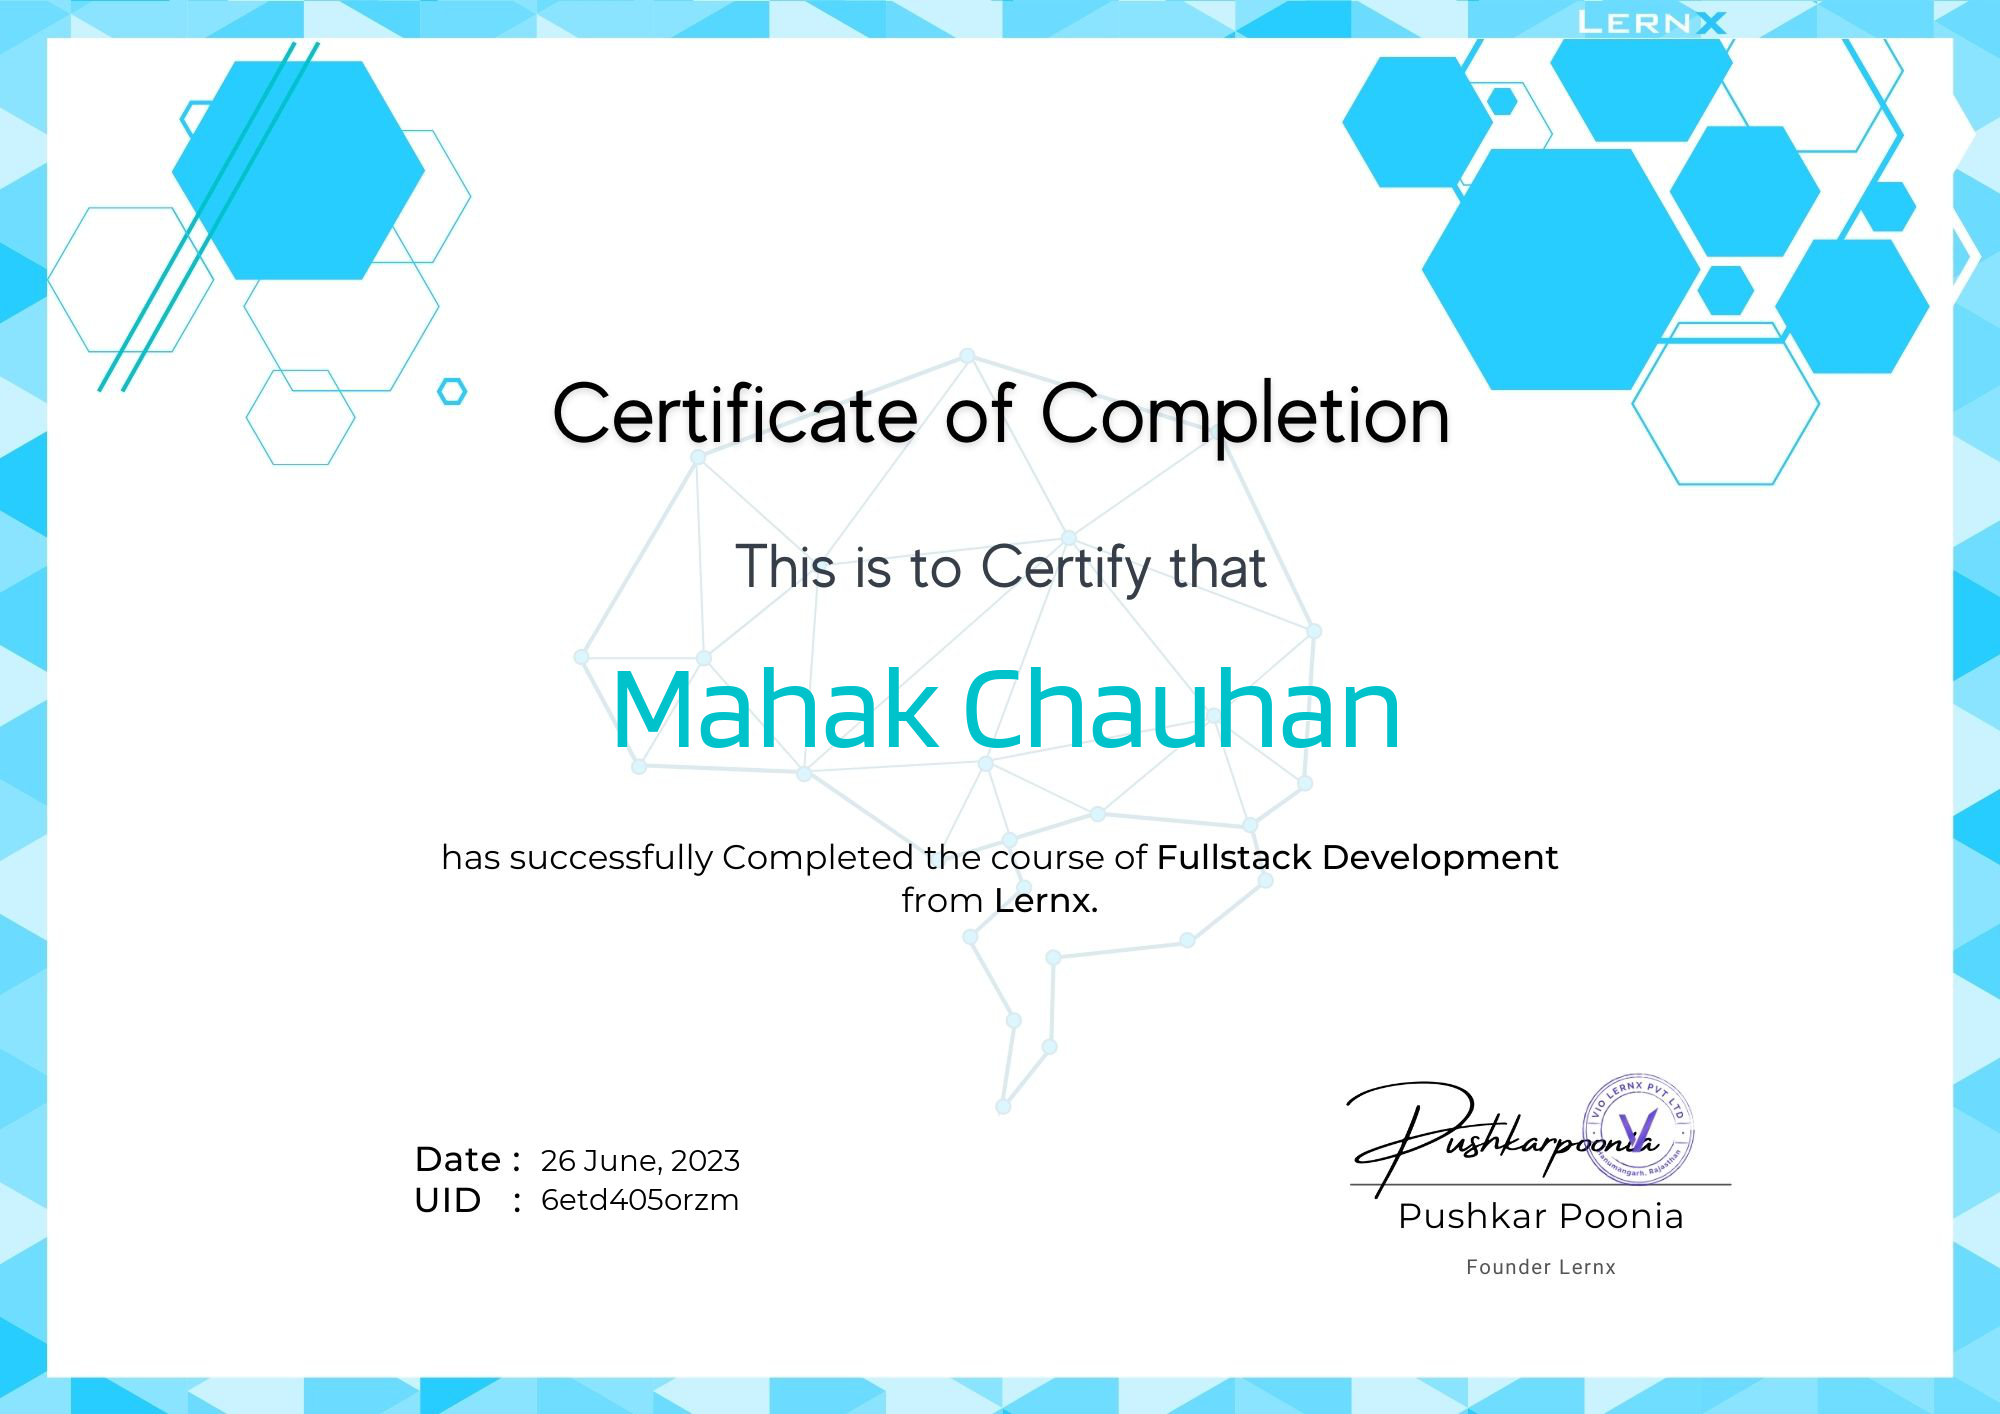 LERNX
Certificate of Completion
This is to Certify that
Mahak Chauhan
has successfully Completed the course of Fullstack Development
from Lernx.
Date : 26 June, 2023
UID : 6etd405orzm
Pushkarpoonia
VIO LERNX PVT LTD
V
Hanumangarh, Rajasthan
Pushkar Poonia
Founder Lernx